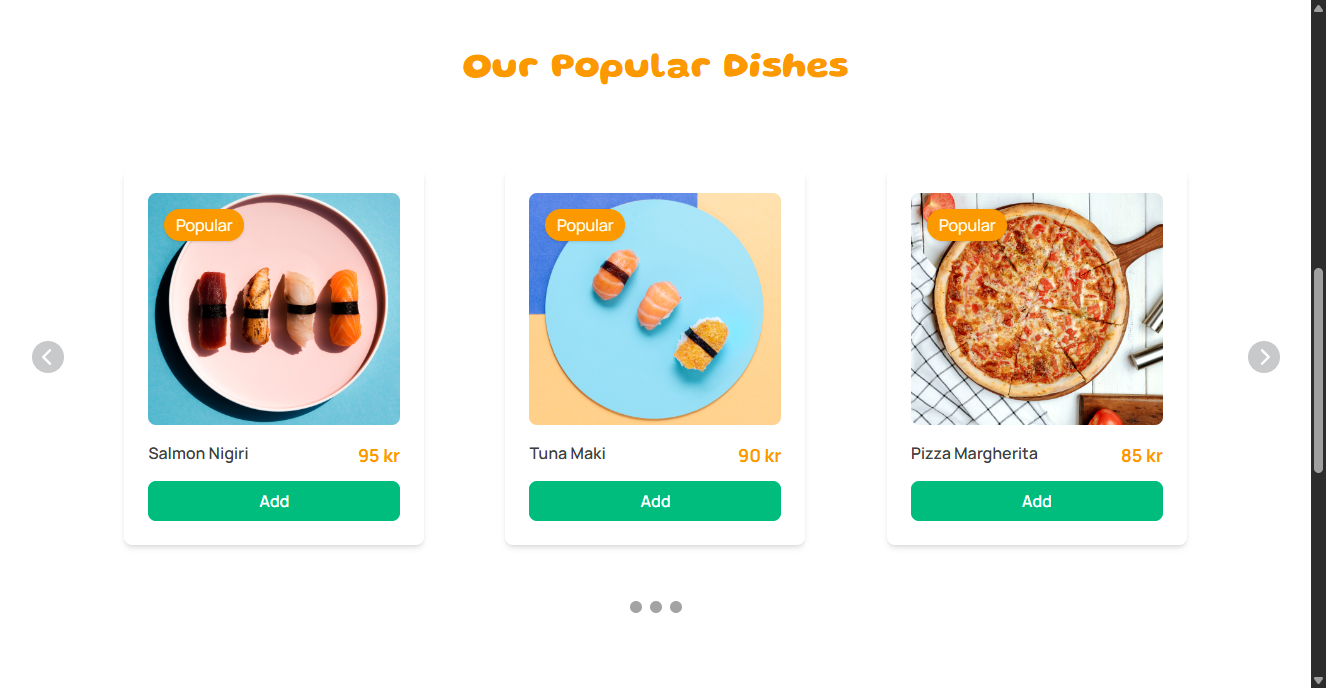 Our Popular Dishes
Popular
Popular
Popular
Salmon Nigiri 95 kr
Tuna Maki 90 kr
Pizza Margherita 85 kr
Add
Add
Add